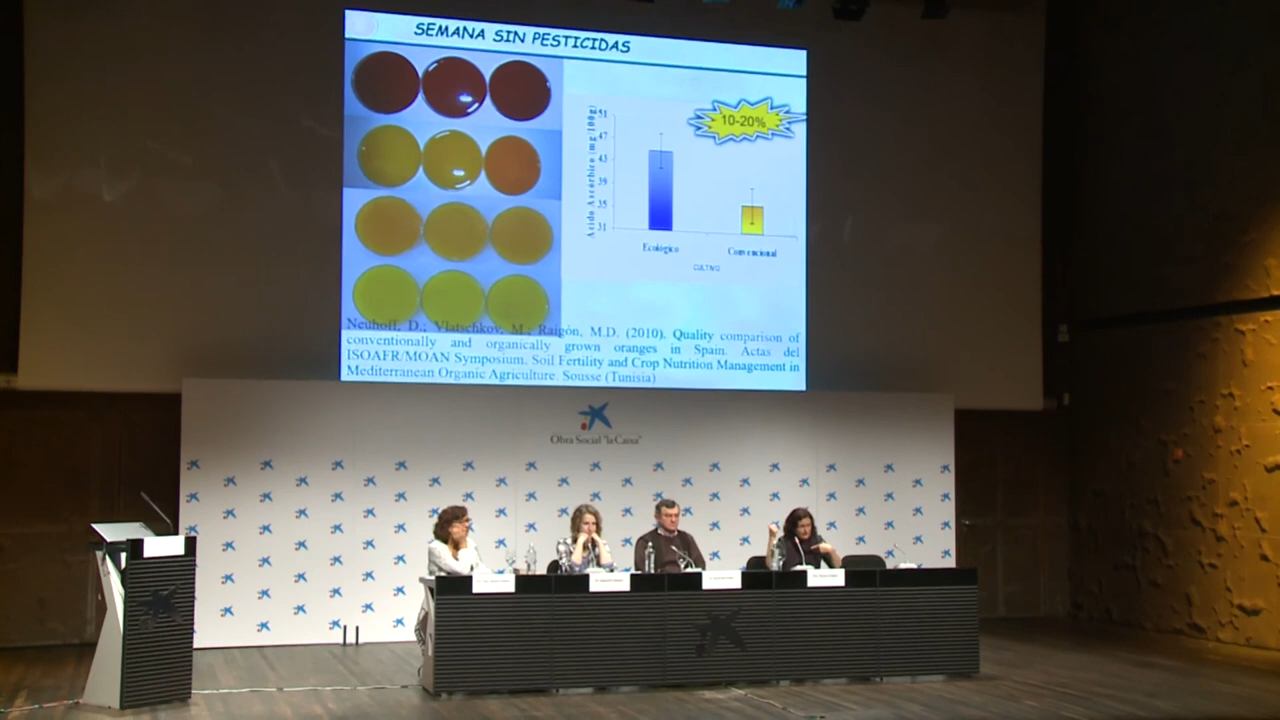 SEMANA SIN PESTICIDAS
10-20%
Acido Ascórbico (mg/100g)
51
47
43
39
35
31
Ecológico
Convencional
CULTIVO
Neuhoff, D.; Vlatschkov, M.; Raigón, M.D. (2010). Quality comparison of
conventionally and organically grown oranges in Spain. Actas del
ISOAFR/MOAN Symposium. Soil Fertility and Crop Nutrition Management in
Mediterranean Organic Agriculture. Sousse (Tunisia)
Obra Social "la Caixa"